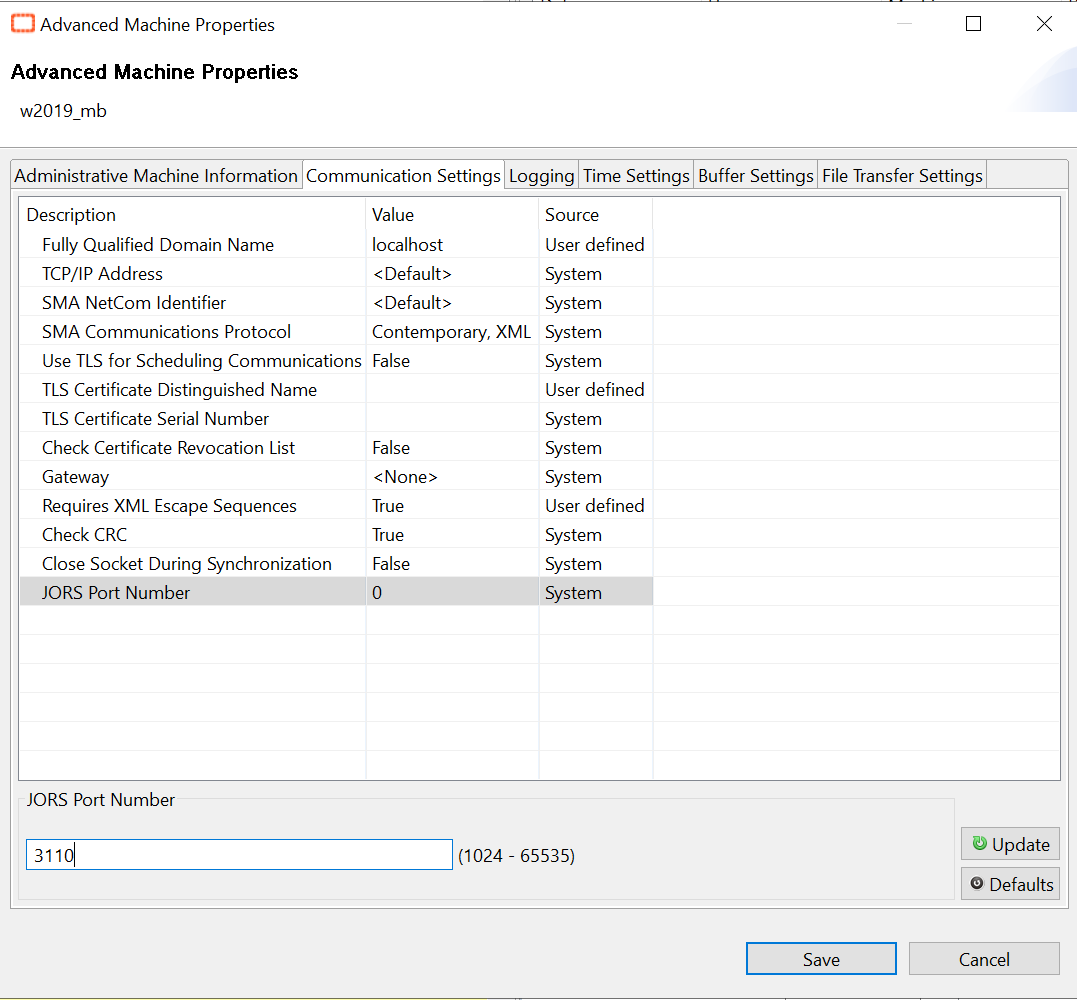 Advanced Machine Properties
Advanced Machine Properties
w2019_mb
Administrative Machine Information Communication Settings Logging Time Settings Buffer Settings File Transfer Settings
Description Value Source
Fully Qualified Domain Name localhost User defined
TCP/IP Address <Default> System
SMA NetCom Identifier <Default> System
SMA Communications Protocol Contemporary, XML System
Use TLS for Scheduling Communications False System
TLS Certificate Distinguished Name User defined
TLS Certificate Serial Number System
Check Certificate Revocation List False System
Gateway <None> System
Requires XML Escape Sequences True User defined
Check CRC True System
Close Socket During Synchronization False System
JORS Port Number 0 System
JORS Port Number
3110 (1024 - 65535)
Update
Defaults
Save Cancel